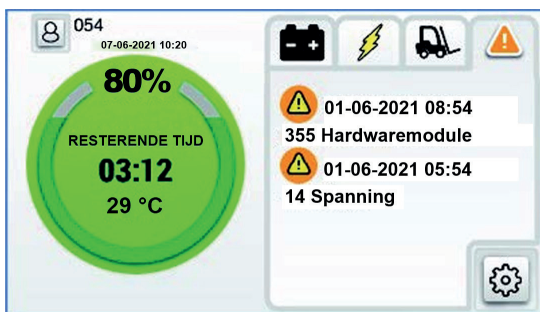 054
07-06-2021 10:20
80%
RESTERENDE TIJD
03:12
29 °C
01-06-2021 08:54
355 Hardwaremodule
01-06-2021 05:54
14 Spanning